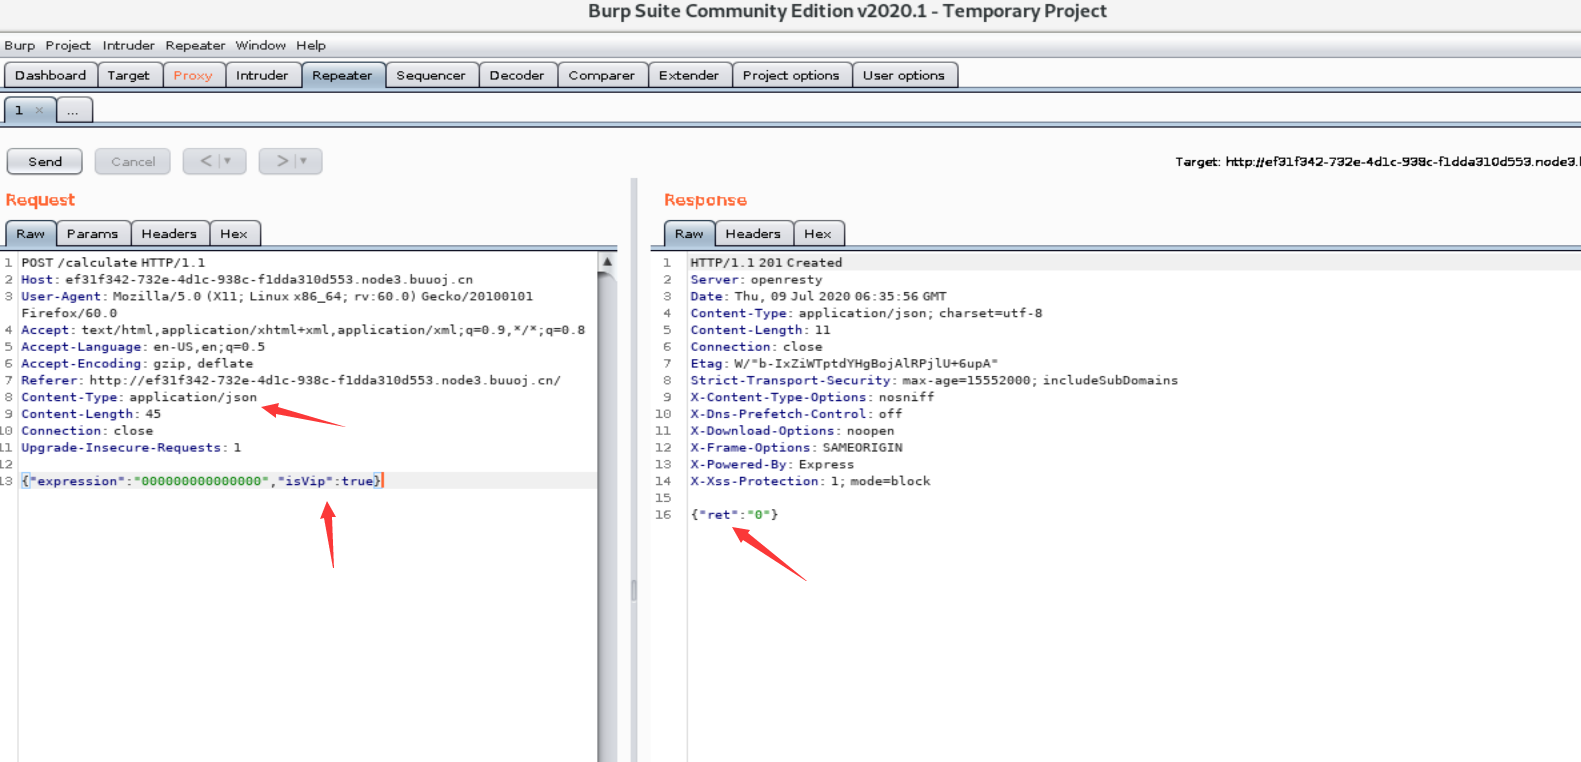 Burp Suite Community Edition v2020.1 - Temporary Project
Burp Project Intruder Repeater Window Help
Dashboard Target Proxy Intruder Repeater Sequencer Decoder Comparer Extender Project options User options
1 × ...
Send Cancel < | ▼ > | ▼
Target: http://ef31f342-732e-4d1c-938c-f1dda310d553.node3.
Request
Raw Params Headers Hex
1 POST /calculate HTTP/1.1
2 Host: ef31f342-732e-4d1c-938c-f1dda310d553.node3.buuoj.cn
3 User-Agent: Mozilla/5.0 (X11; Linux x86_64; rv:60.0) Gecko/20100101
Firefox/60.0
4 Accept: text/html,application/xhtml+xml,application/xml;q=0.9,*/*;q=0.8
5 Accept-Language: en-US,en;q=0.5
6 Accept-Encoding: gzip, deflate
7 Referer: http://ef31f342-732e-4d1c-938c-f1dda310d553.node3.buuoj.cn/
8 Content-Type: application/json
9 Content-Length: 45
10 Connection: close
11 Upgrade-Insecure-Requests: 1
12
13 {"expression":"000000000000000","isVip":true}
Response
Raw Headers Hex
1 HTTP/1.1 201 Created
2 Server: openresty
3 Date: Thu, 09 Jul 2020 06:35:56 GMT
4 Content-Type: application/json; charset=utf-8
5 Content-Length: 11
6 Connection: close
7 Etag: W/"b-IxZiWTptdYHgBojAlRPjlU+6upA"
8 Strict-Transport-Security: max-age=15552000; includeSubDomains
9 X-Content-Type-Options: nosniff
10 X-Dns-Prefetch-Control: off
11 X-Download-Options: noopen
12 X-Frame-Options: SAMEORIGIN
13 X-Powered-By: Express
14 X-Xss-Protection: 1; mode=block
15
16 {"ret":"0"}